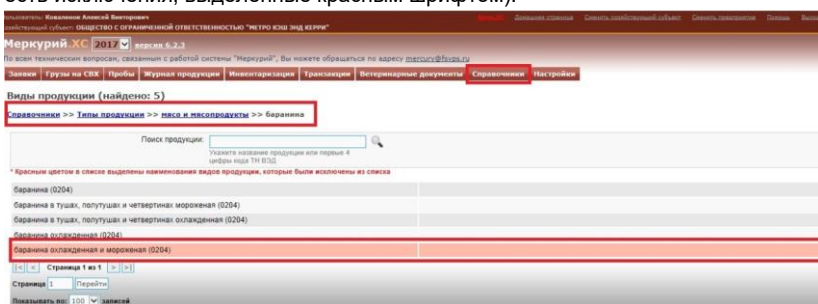 есть исключения, выделенные красным шрифтом).
пользователь: Коваленок Алексей Викторович
хозяйствующий субъект: ОБЩЕСТВО С ОГРАНИЧЕННОЙ ОТВЕТСТВЕННОСТЬЮ "МЕТРО КЭШ ЭНД КЕРРИ"
Домашняя страница Сменить хозяйствующий субъект Сменить предприятие Помощь
Меркурий.ХС 2017 версия 6.2.3
По всем техническим вопросам, связанным с работой системы "Меркурий", Вы можете обращаться по адресу mercury@fsvps.ru
Заявки Грузы на СВХ Пробы Журнал продукции Инвентаризация Транзакции Ветеринарные документы Справочники Настройки
Виды продукции (найдено: 5)
Справочники >> Типы продукции >> мясо и мясопродукты >> баранина
Поиск продукции:
Укажите название продукции или первые 4
цифры кода ТН ВЭД
* Красным цветом в списке выделены наименования видов продукции, которые были исключены из списка
баранина (0204)
баранина в тушах, полутушах и четвертинах мороженая (0204)
баранина в тушах, полутушах и четвертинах охлажденная (0204)
баранина охлажденная (0204)
баранина охлажденная и мороженая (0204)
|< < Страница 1 из 1 > >|
Страница 1 Перейти
Показывать по: 100 записей